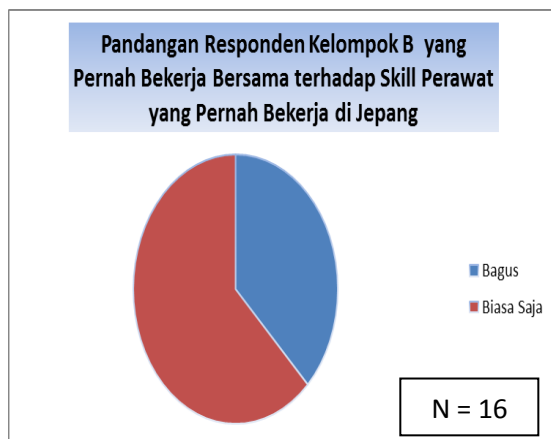 Pandangan Responden Kelompok B yang
Pernah Bekerja Bersama terhadap Skill Perawat
yang Pernah Bekerja di Jepang
Bagus
Biasa Saja
N = 16